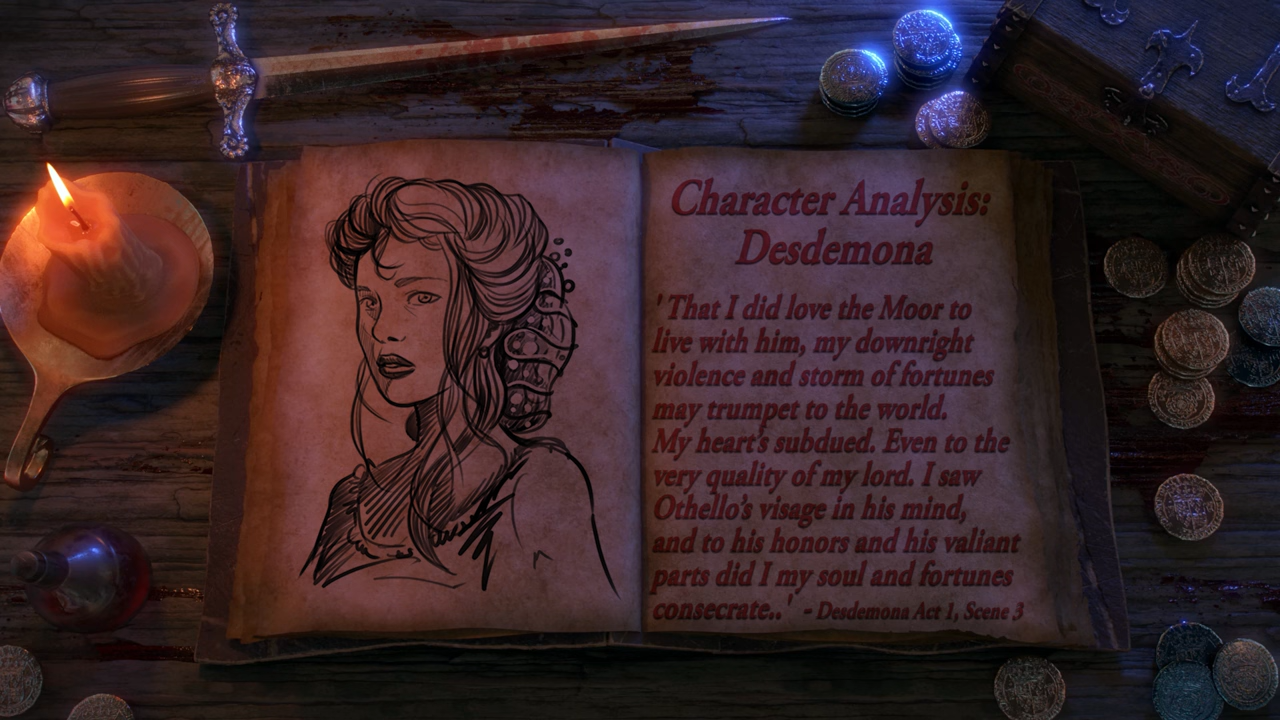 Character Analysis:
Desdemona
' That I did love the Moor to
live with him, my downright
violence and storm of fortunes
may trumpet to the world.
My heart's subdued. Even to the
very quality of my lord. I saw
Othello's visage in his mind,
and to his honors and his valiant
parts did I my soul and fortunes
consecrate..' - Desdemona Act 1, Scene 3